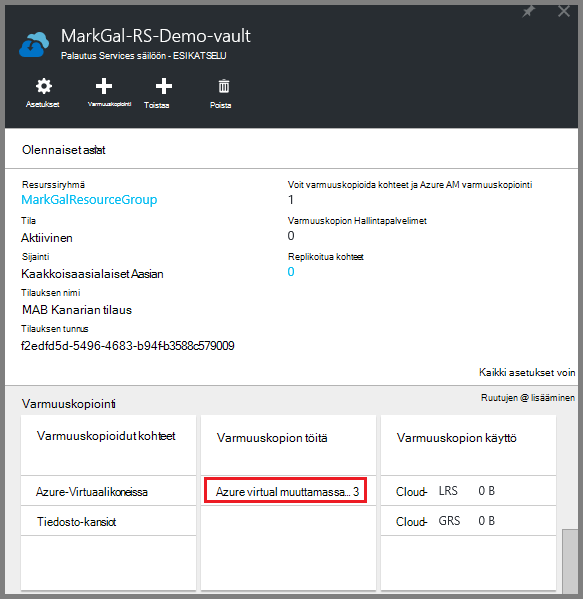 MarkGal-RS-Demo-vault
Palautus Services säilöön - ESIKATSELU
Asetukset
Varmuuskopiointi
Toistaa
Poista
Olennaiset
Resurssiryhmä
MarkGalResourceGroup
Tila
Aktiivinen
Sijainti
Kaakkoisaasialaiset Aasian
Tilauksen nimi
MAB Kanarian tilaus
Tilauksen tunnus
f2edfd5d-5496-4683-b94f-b3588c579009
Voit varmuuskopioida kohteet ja Azure AM varmuuskopiointi
1
Varmuuskopion Hallintapalvelimet
0
Replikoitua kohteet
0
Kaikki asetukset voin
Varmuuskopiointi
Ruutujen @ lisääminen
Varmuuskopioidut kohteet
Azure-Virtuaalikoneissa
Tiedosto-kansiot
Varmuuskopion töitä
Azure virtual muuttamassa... 3
Varmuuskopion käyttö
Cloud- LRS 0 B
Cloud- GRS 0 B